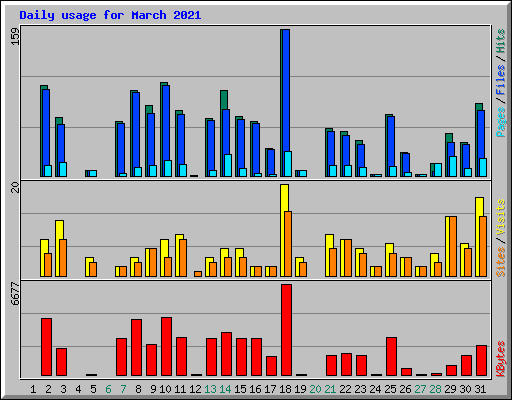 Daily usage for March 2021
159
Pages / Files / Hits
20
Sites / Visits
6677
KBytes
1 2 3 4 5 6 7 8 9 10 11 12 13 14 15 16 17 18 19 20 21 22 23 24 25 26 27 28 29 30 31